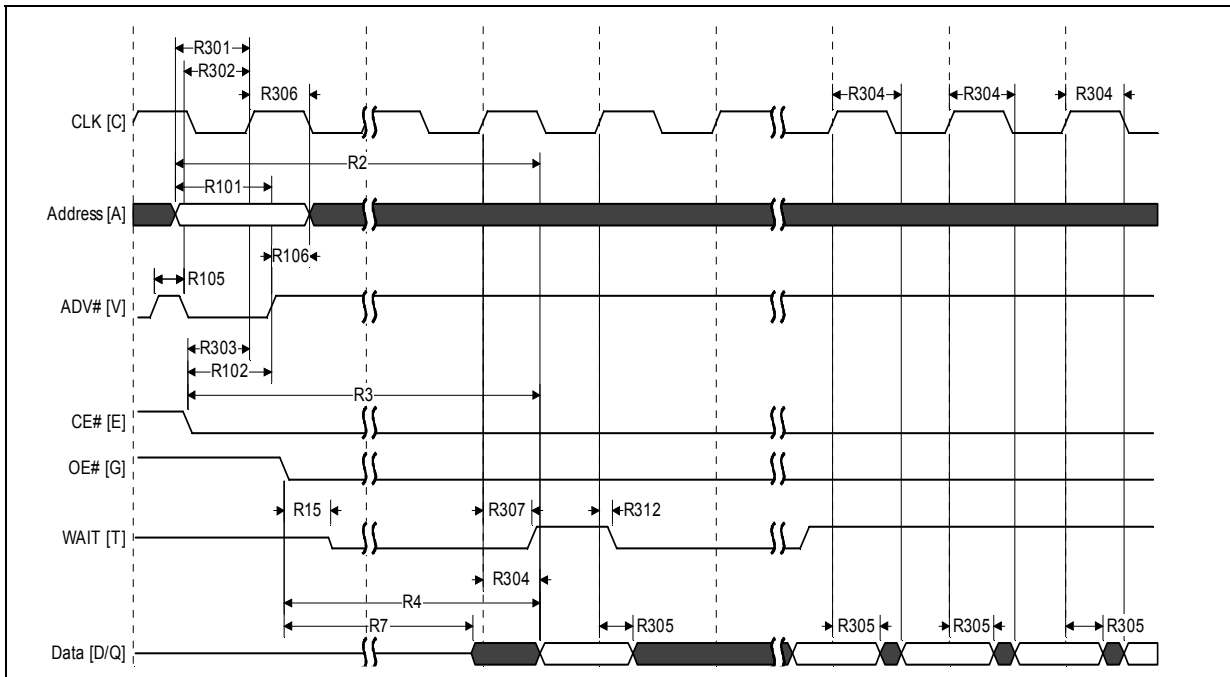 R301
R302
R306 R304 R304 R304
CLK [C]
R2
R101
Address [A]
R106
R105
ADV# [V]
R303
R102
R3
CE# [E]
OE# [G]
R15 R307 R312
WAIT [T]
R304
R4
R7 R305 R305 R305 R305
Data [D/Q]